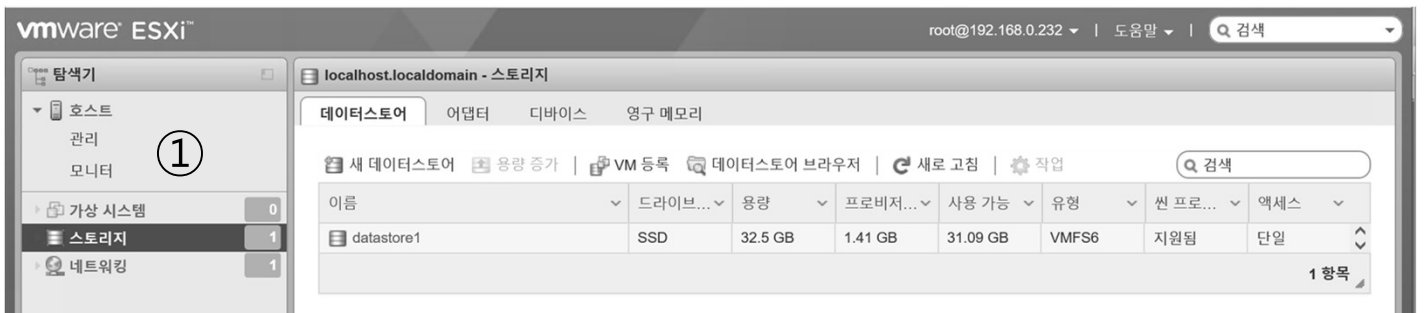 vmware ESXi™
root@192.168.0.232 | 도움말 | 검색
탐색기
호스트
관리
모니터
①
가상 시스템 0
스토리지 1
네트워킹 1
localhost.localdomain - 스토리지
데이터스토어 어댑터 디바이스 영구 메모리
새 데이터스토어 용량 증가 | VM 등록 데이터스토어 브라우저 | 새로 고침 | 작업 검색
이름 드라이브... 용량 프로비저... 사용 가능 유형 씬 프로... 액세스
datastore1 SSD 32.5 GB 1.41 GB 31.09 GB VMFS6 지원됨 단일
1 항목